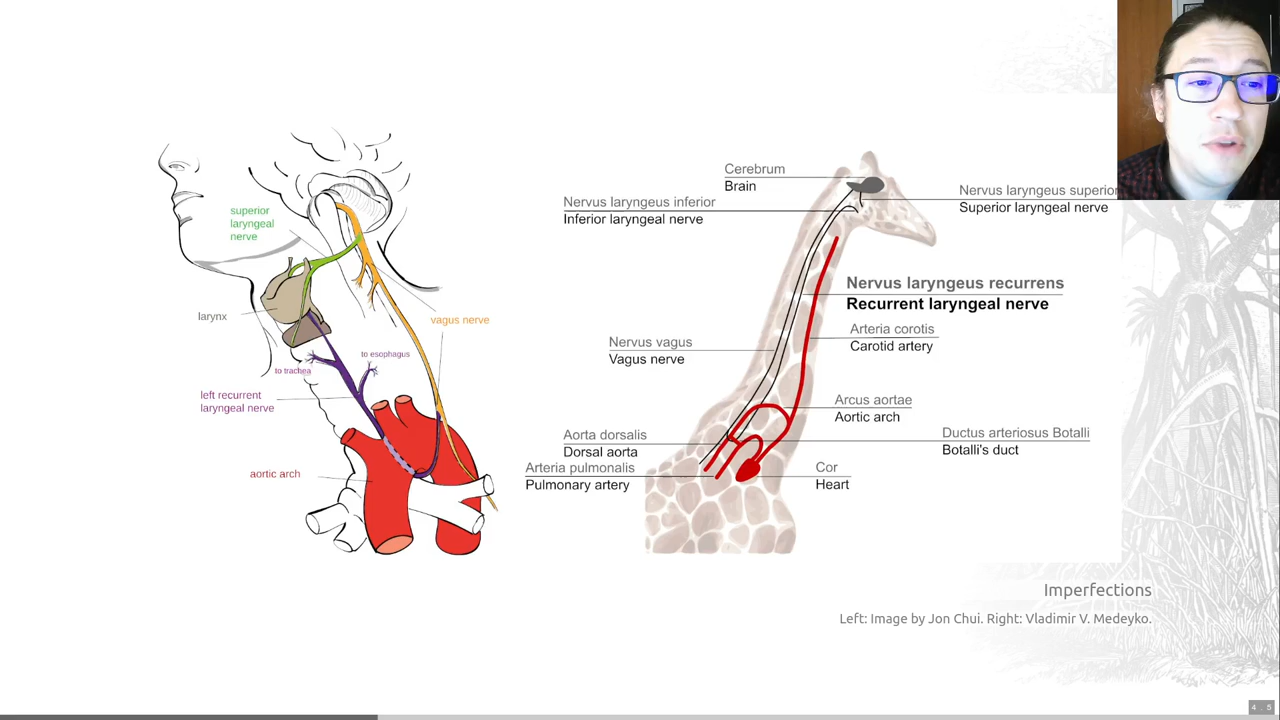 superior
laryngeal
nerve
larynx
vagus nerve
to esophagus
to trachea
left recurrent
laryngeal nerve
aortic arch
Cerebrum
Brain
Nervus laryngeus inferior
Inferior laryngeal nerve
Nervus laryngeus superior
Superior laryngeal nerve
Nervus laryngeus recurrens
Recurrent laryngeal nerve
Arteria corotis
Carotid artery
Nervus vagus
Vagus nerve
Arcus aortae
Aortic arch
Aorta dorsalis
Dorsal aorta
Ductus arteriosus Botalli
Botalli's duct
Arteria pulmonalis
Pulmonary artery
Cor
Heart
Imperfections
Left: Image by Jon Chui. Right: Vladimir V. Medeyko.
4 . 5